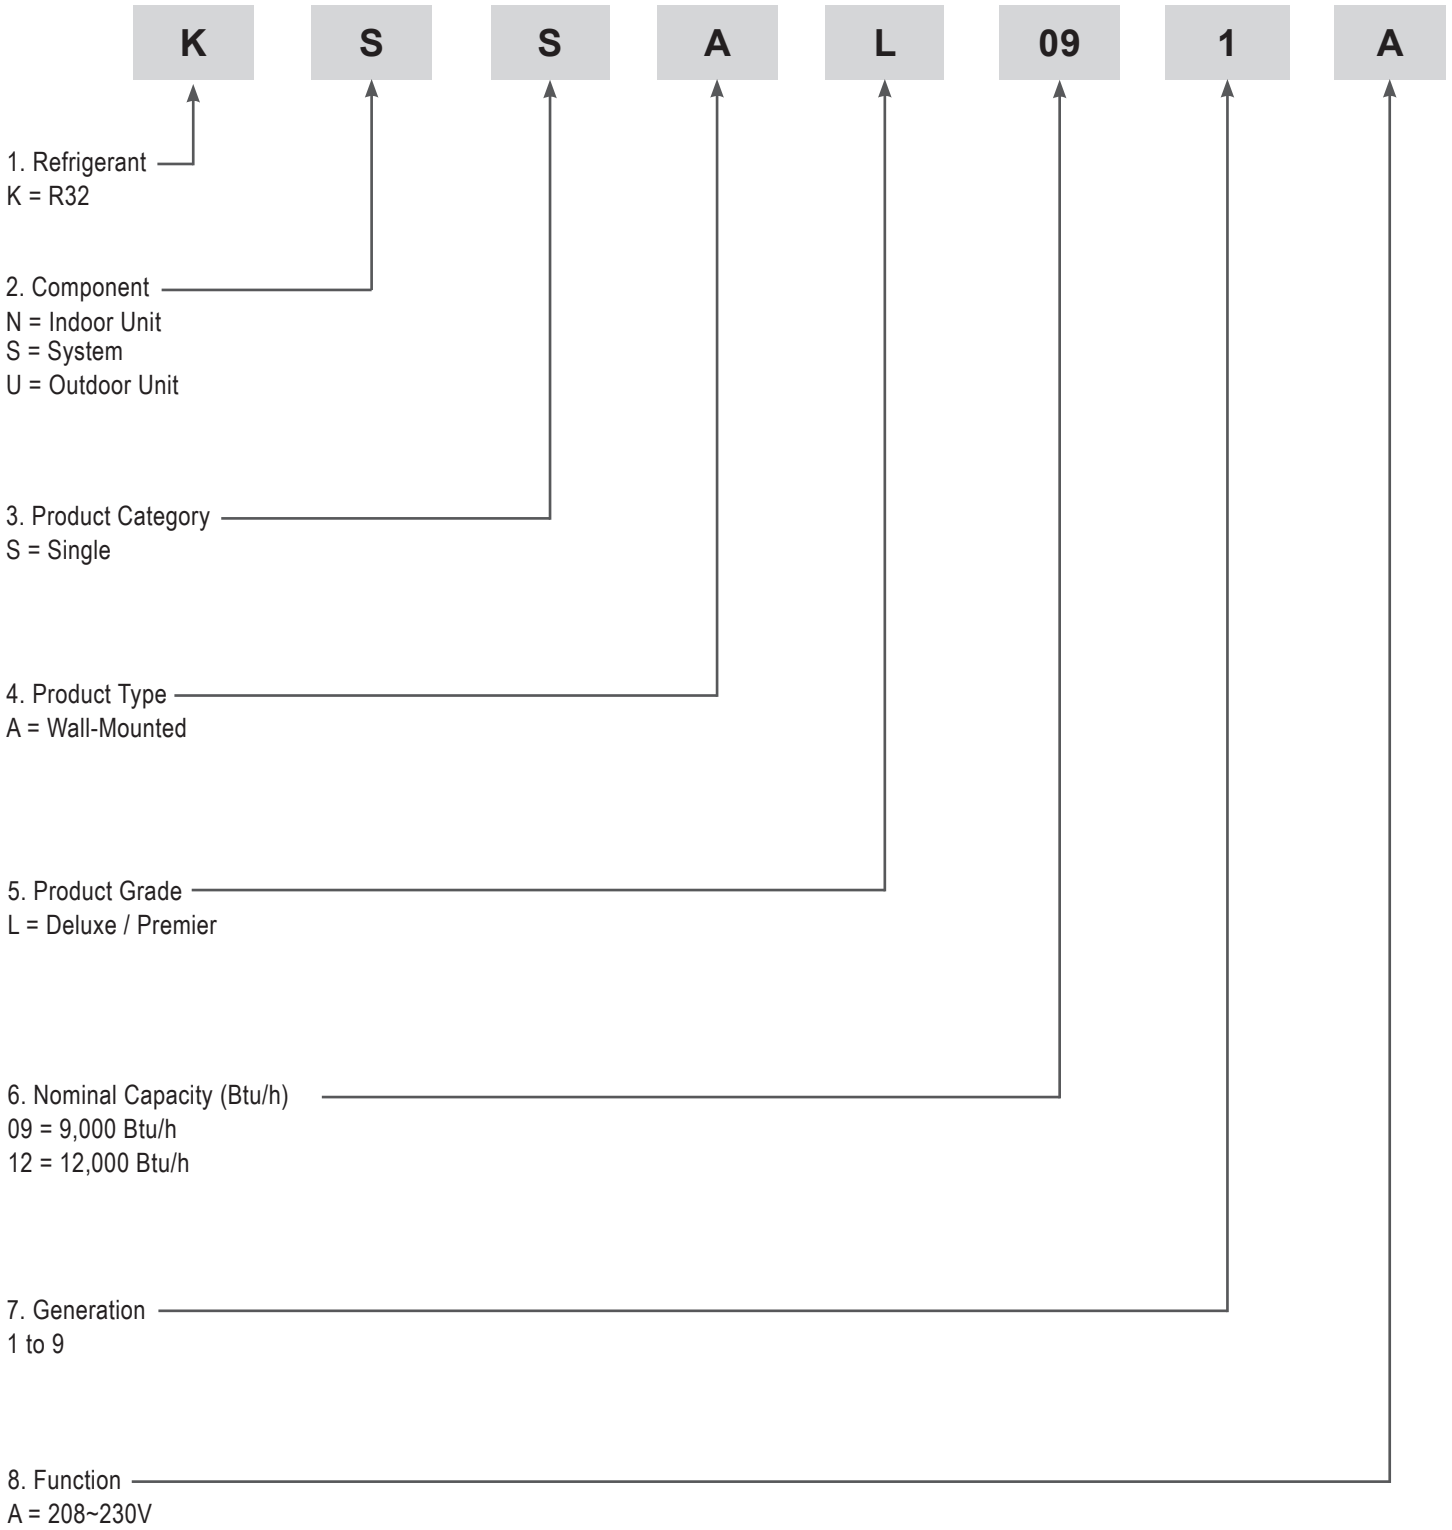 K S S A L 09 1 A
1. Refrigerant
K = R32
2. Component
N = Indoor Unit
S = System
U = Outdoor Unit
3. Product Category
S = Single
4. Product Type
A = Wall-Mounted
5. Product Grade
L = Deluxe / Premier
6. Nominal Capacity (Btu/h)
09 = 9,000 Btu/h
12 = 12,000 Btu/h
7. Generation
1 to 9
8. Function
A = 208~230V